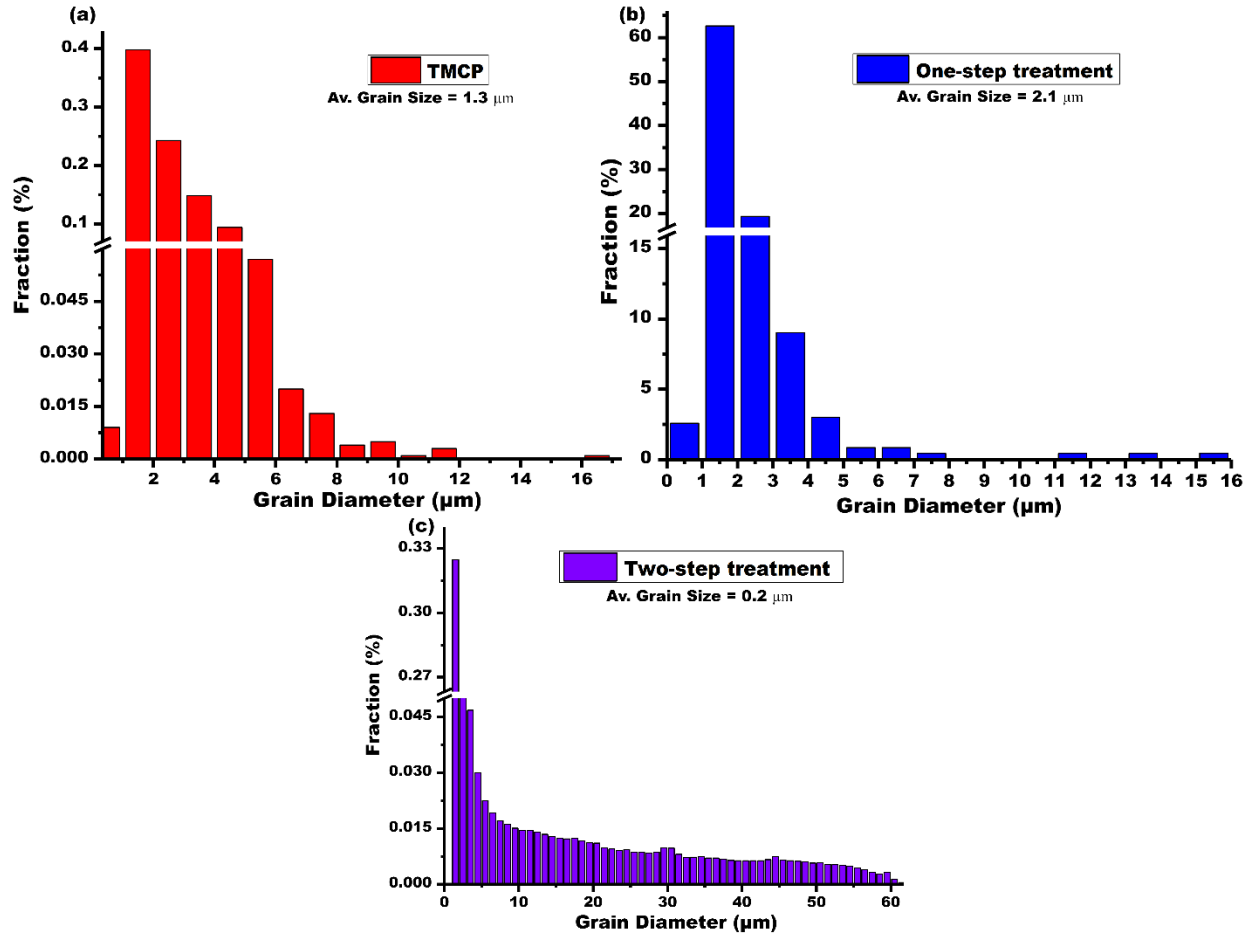 (a)
TMCP
Av. Grain Size = 1.3 μm
Fraction (%)
0.4
0.3
0.2
0.1
0.045
0.030
0.015
0.000
2 4 6 8 10 12 14 16
Grain Diameter (μm)
(b)
One-step treatment
Av. Grain Size = 2.1 μm
Fraction (%)
60
50
40
30
20
15
10
5
0
0 1 2 3 4 5 6 7 8 9 10 11 12 13 14 15 16
Grain Diameter (μm)
(c)
Two-step treatment
Av. Grain Size = 0.2 μm
Fraction (%)
0.33
0.30
0.27
0.045
0.030
0.015
0.000
0 10 20 30 40 50 60
Grain Diameter (μm)